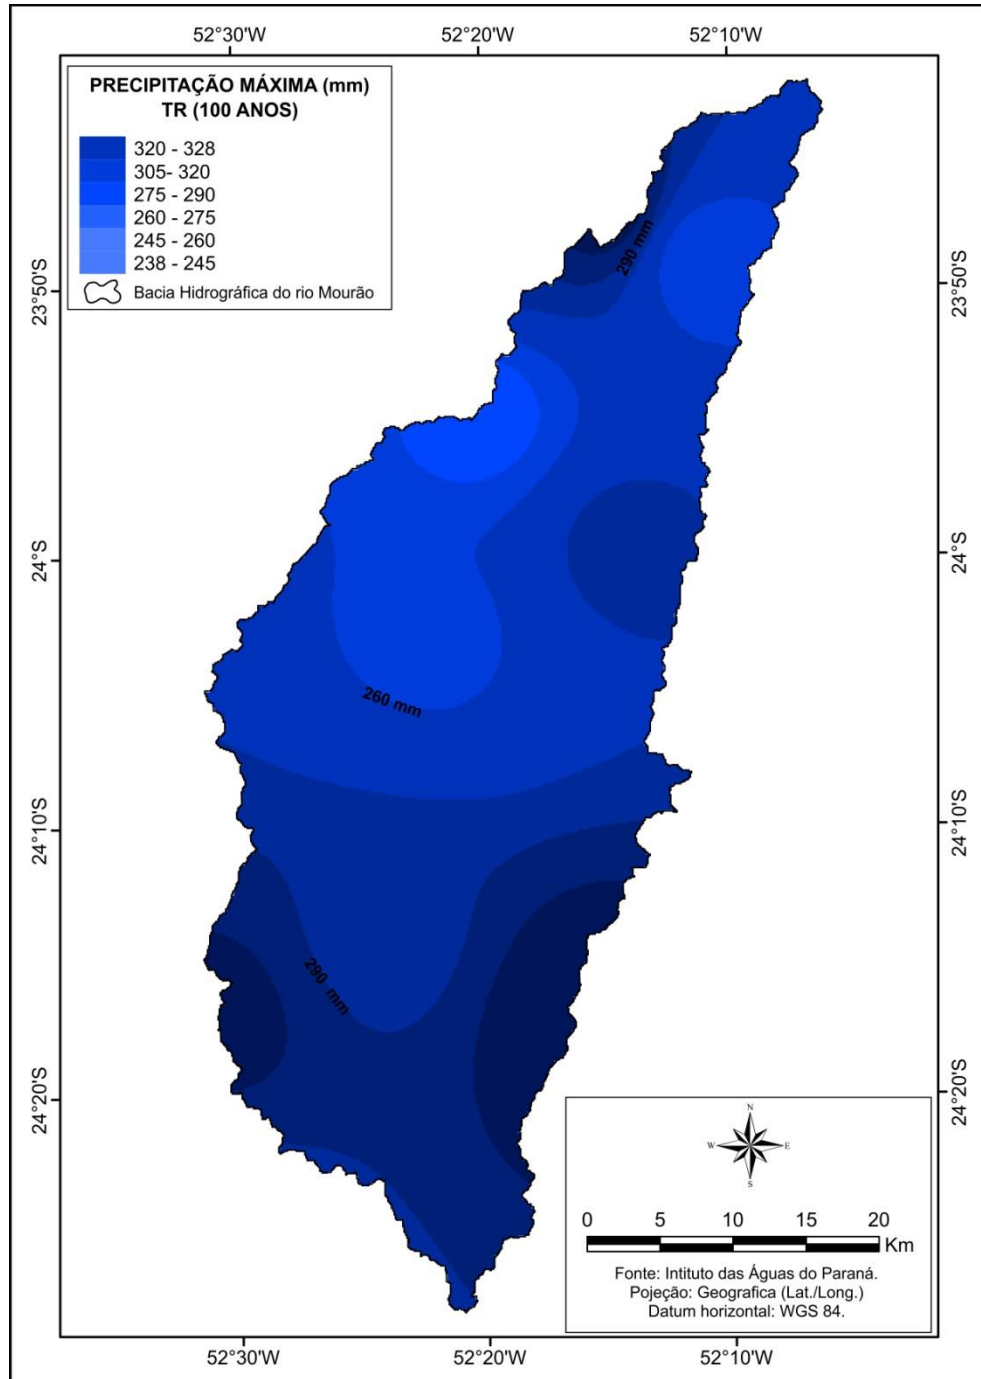 52°30'W 52°20'W 52°10'W
PRECIPITAÇÃO MÁXIMA (mm)
TR (100 ANOS)
320 - 328
305- 320
275 - 290
260 - 275
245 - 260
238 - 245
Bacia Hidrográfica do rio Mourão
290 mm
23°50'S 23°50'S
24°S 24°S
260 mm
24°10'S 24°10'S
290 mm
24°20'S 24°20'S
N
W E
S
0 5 10 15 20
Km
Fonte: Intituto das Águas do Paraná.
Pojeção: Geografica (Lat./Long.)
Datum horizontal: WGS 84.
52°30'W 52°20'W 52°10'W